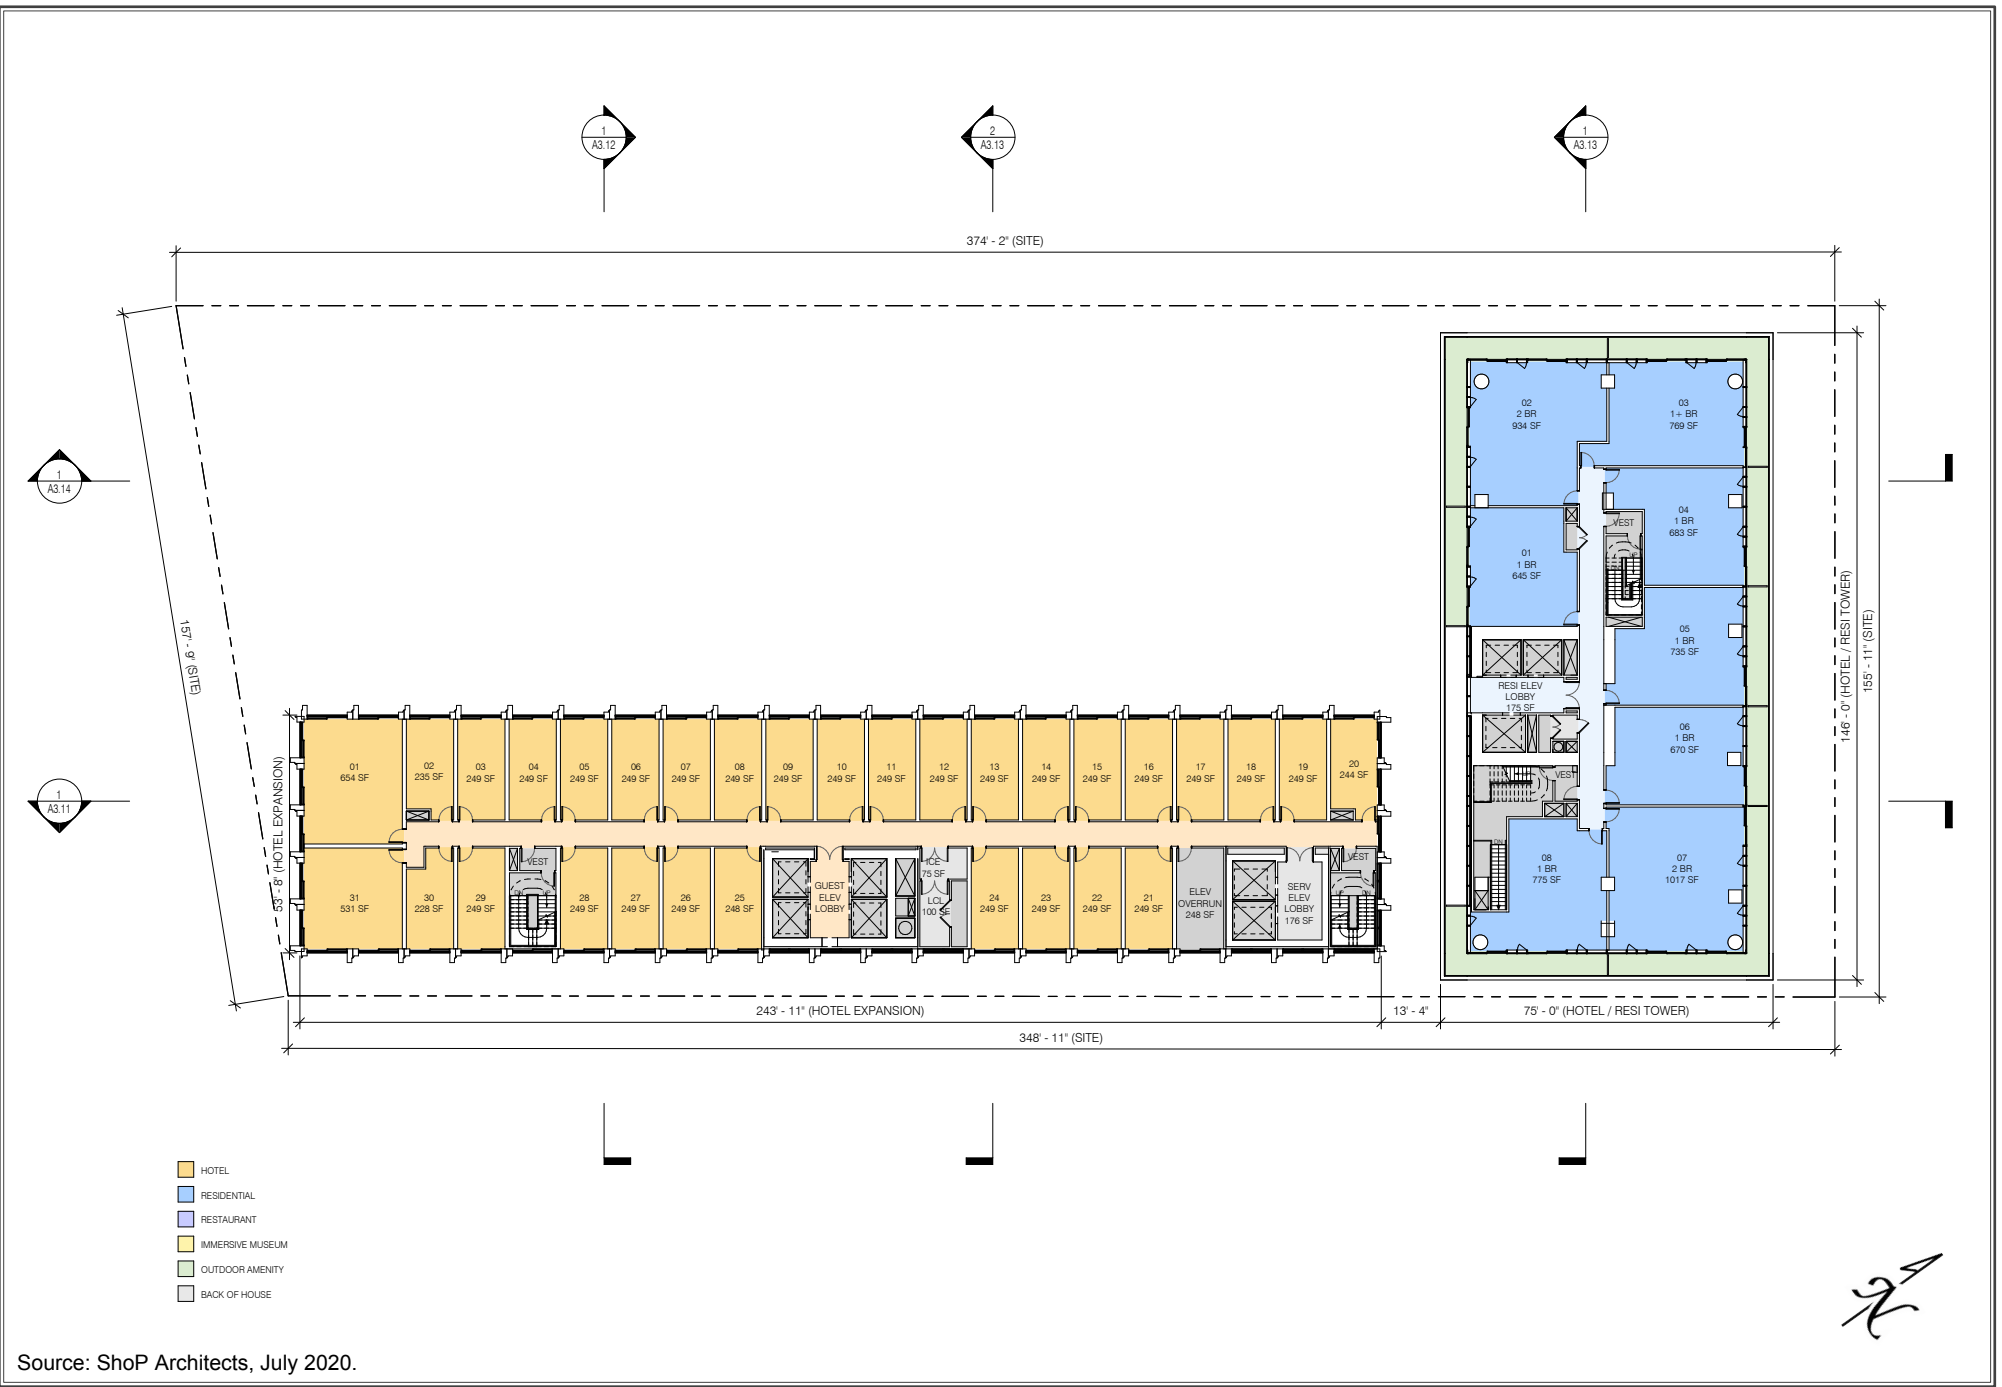 1
A3.12
2
A3.13
1
A3.13
374' - 2" (SITE)
157' - 9" (SITE)
1
A3.14
1
A3.11
53' - 8" (HOTEL EXPANSION)
01
654 SF
02
235 SF
03
249 SF
04
249 SF
05
249 SF
06
249 SF
07
249 SF
08
249 SF
09
249 SF
10
249 SF
11
249 SF
12
249 SF
13
249 SF
14
249 SF
15
249 SF
16
249 SF
17
249 SF
18
249 SF
19
249 SF
20
244 SF
31
531 SF
30
228 SF
29
249 SF
VEST
DN
UP
28
249 SF
27
249 SF
26
249 SF
25
248 SF
GUEST
ELEV
LOBBY
ICE
75 SF
LCL
100 SF
24
249 SF
23
249 SF
22
249 SF
21
249 SF
ELEV
OVERRUN
248 SF
SERV
ELEV
LOBBY
176 SF
VEST
UP
DN
02
2 BR
934 SF
03
1+ BR
769 SF
04
1 BR
683 SF
VEST
01
1 BR
645 SF
05
1 BR
735 SF
RESI ELEV
LOBBY
175 SF
06
1 BR
670 SF
VEST
DN
08
1 BR
775 SF
07
2 BR
1017 SF
146' - 0" (HOTEL / RESI TOWER)
155' - 11" (SITE)
243' - 11" (HOTEL EXPANSION)
13' - 4"
75' - 0" (HOTEL / RESI TOWER)
348' - 11" (SITE)
HOTEL
RESIDENTIAL
RESTAURANT
IMMERSIVE MUSEUM
OUTDOOR AMENITY
BACK OF HOUSE
Source: ShoP Architects, July 2020.